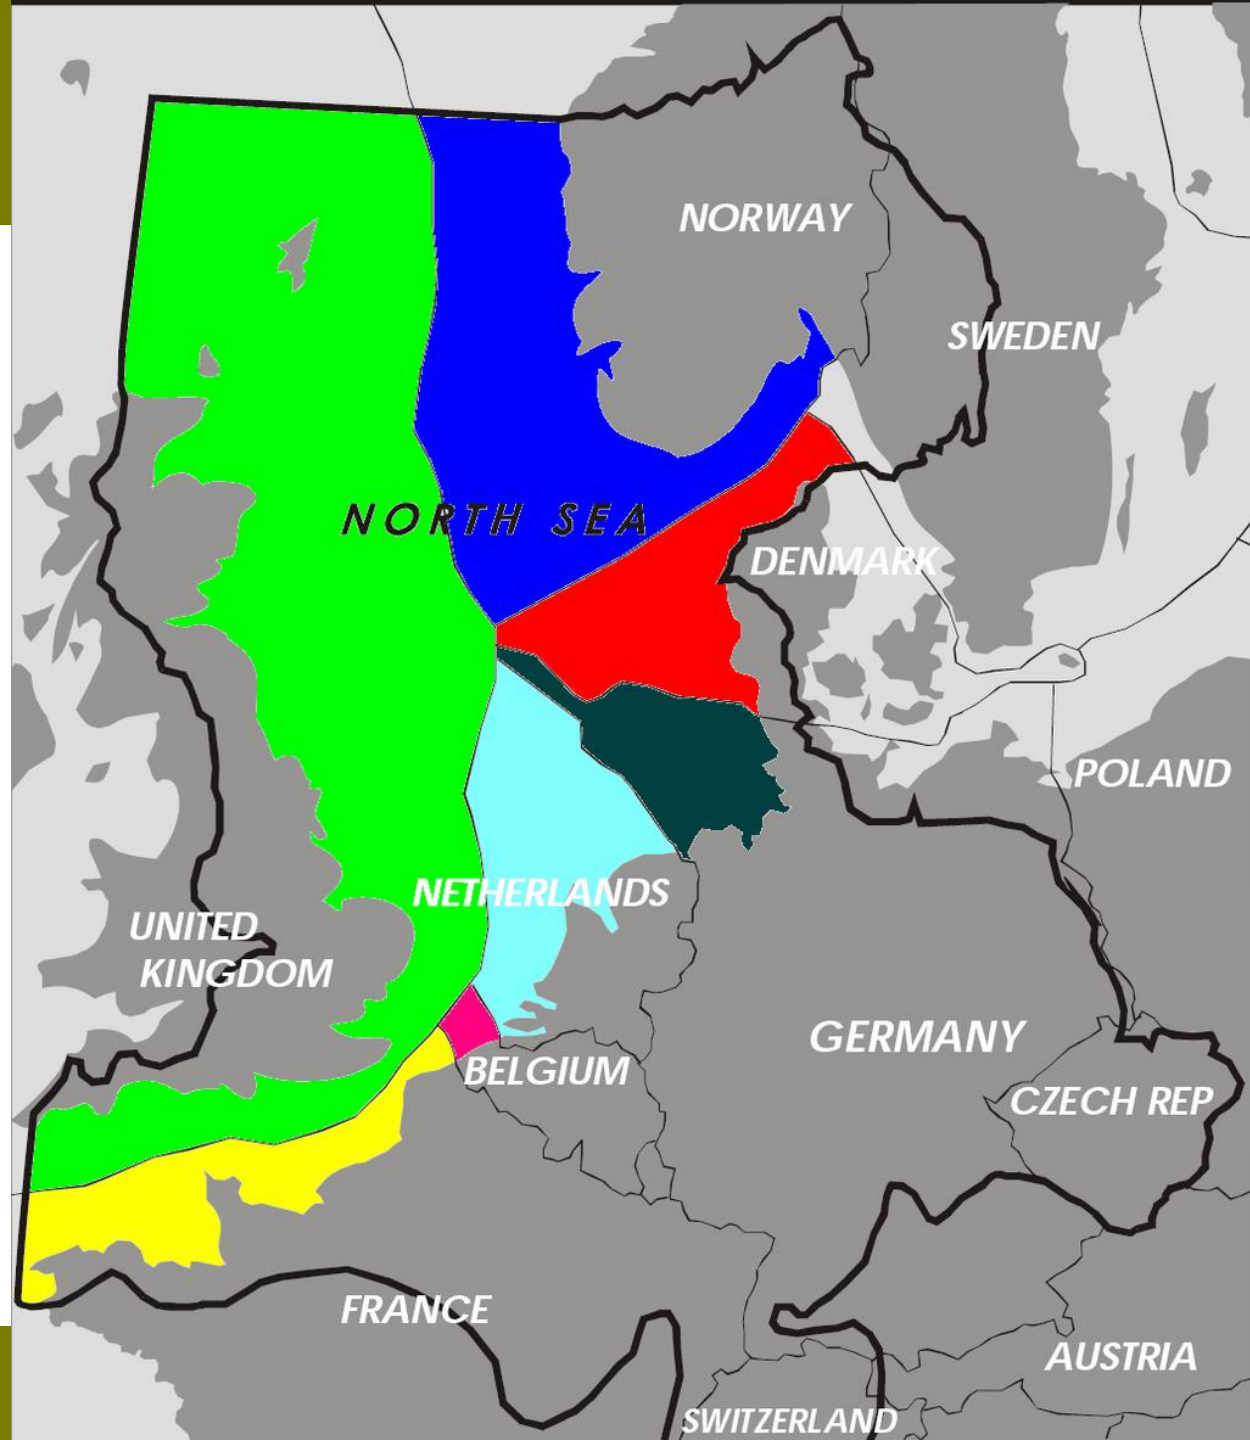 NORWAY
SWEDEN
NORTH SEA
DENMARK
POLAND
NETHERLANDS
UNITED
KINGDOM
GERMANY
BELGIUM
CZECH REP
FRANCE
AUSTRIA
SWITZERLAND